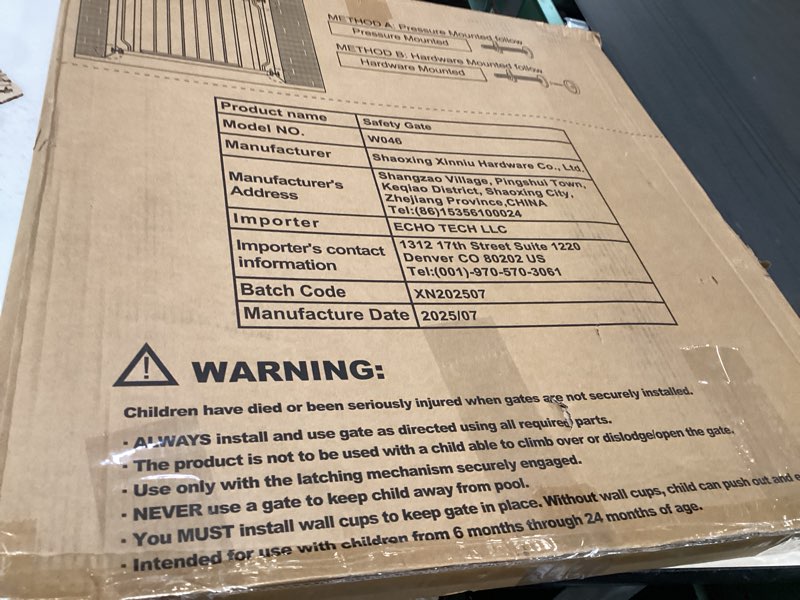 METHOD A: Pressure Mounted follow
Pressure Mounted
METHOD B: Hardware Mounted follow
Hardware Mounted
Product name Safety Gate
Model NO. W046
Manufacturer Shaoxing Xinniu Hardware Co., Ltd.
Manufacturer's Address
Shangzao Village, Pingshui Town,
Keqiao District, Shaoxing City,
Zhejiang Province,CHINA
Tel:(86)15356100024
Importer ECHO TECH LLC
Importer's contact information
1312 17th Street Suite 1220
Denver CO 80202 US
Tel:(001)-970-570-3061
Batch Code XN202507
Manufacture Date 2025/07
WARNING:
Children have died or been seriously injured when gates are not securely installed.
· ALWAYS install and use gate as directed using all required parts.
· The product is not to be used with a child able to climb over or dislodge/open the gate.
· Use only with the latching mechanism securely engaged.
· NEVER use a gate to keep child away from pool.
· You MUST install wall cups to keep gate in place. Without wall cups, child can push out and
· Intended for use with children from 6 months through 24 months of age.